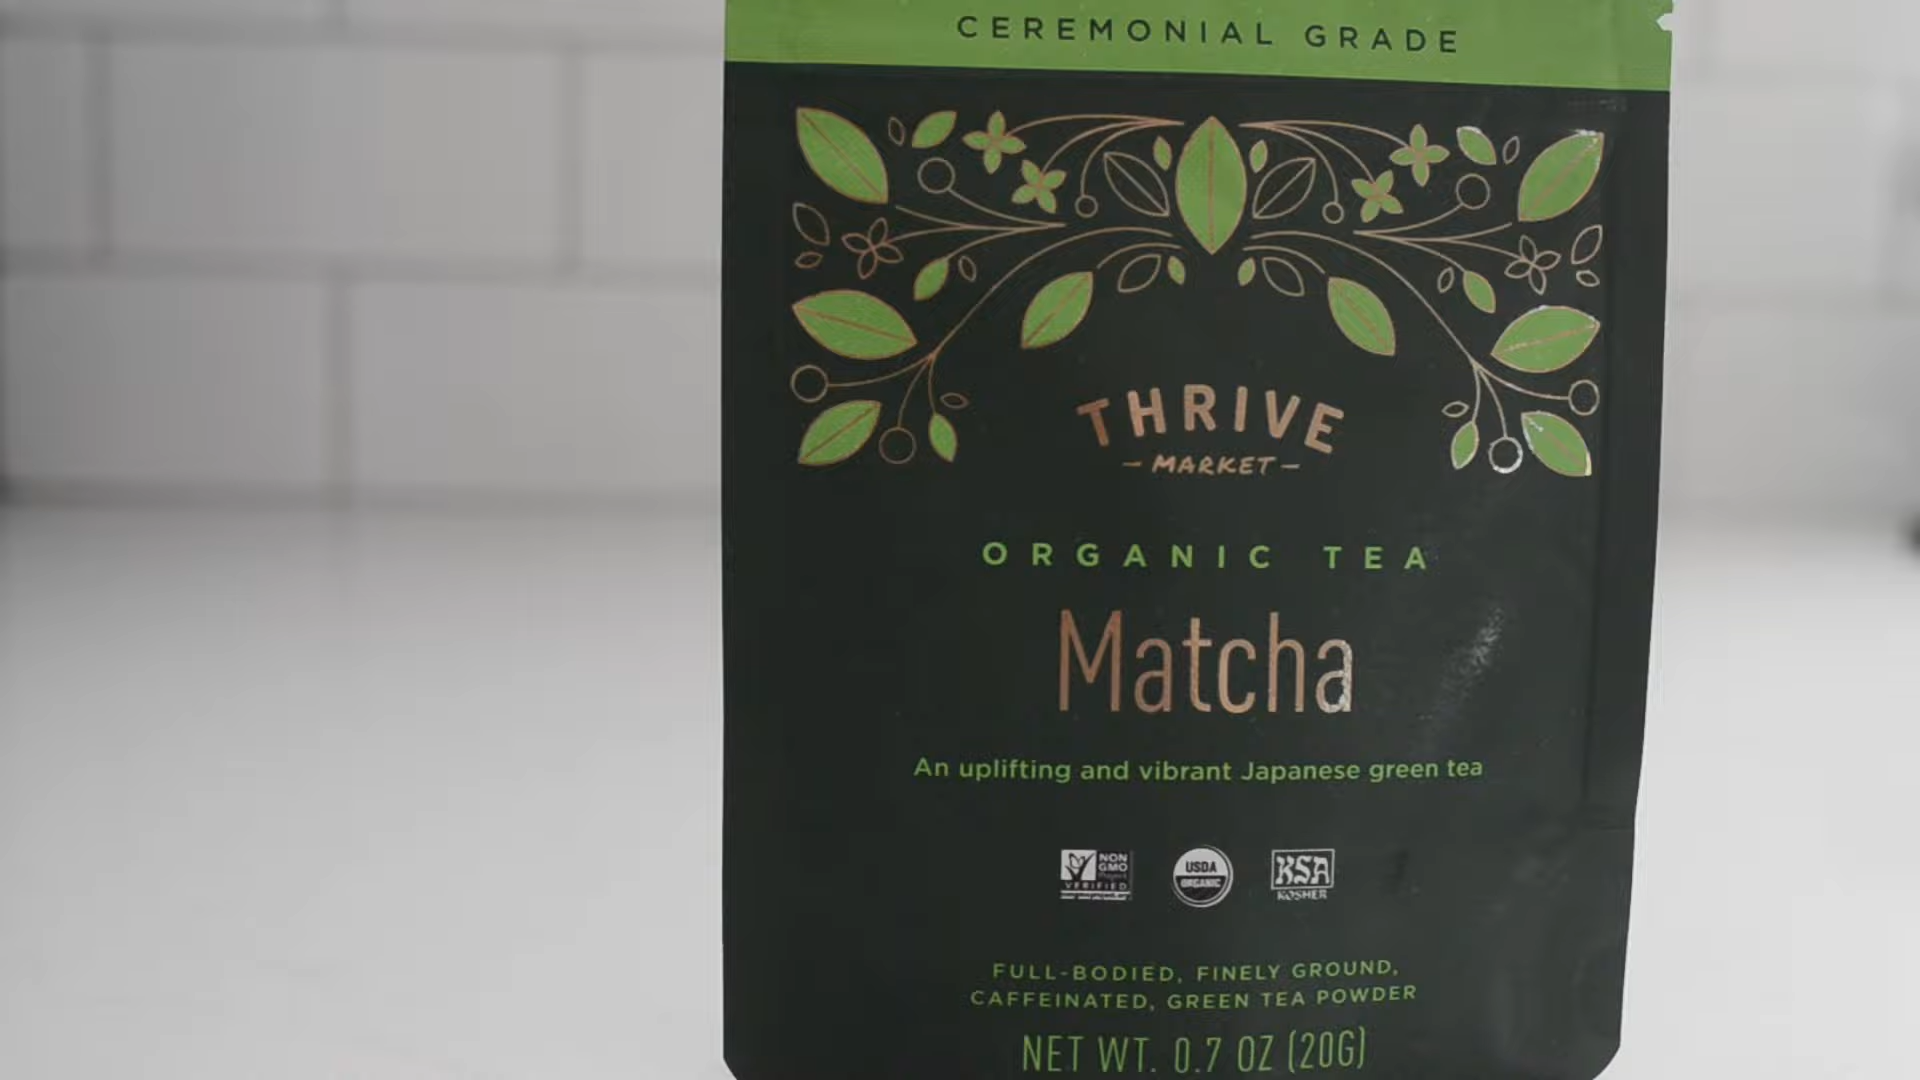 CEREMONIAL GRADE
THRIVE
MARKET
ORGANIC TEA
Matcha
An uplifting and vibrant Japanese green tea
NON
GMO
Project
VERIFIED
USDA
ORGANIC
KSA
KOSHER
FULL-BODIED, FINELY GROUND,
CAFFEINATED, GREEN TEA POWDER
NET WT. 0.7 OZ (20G)